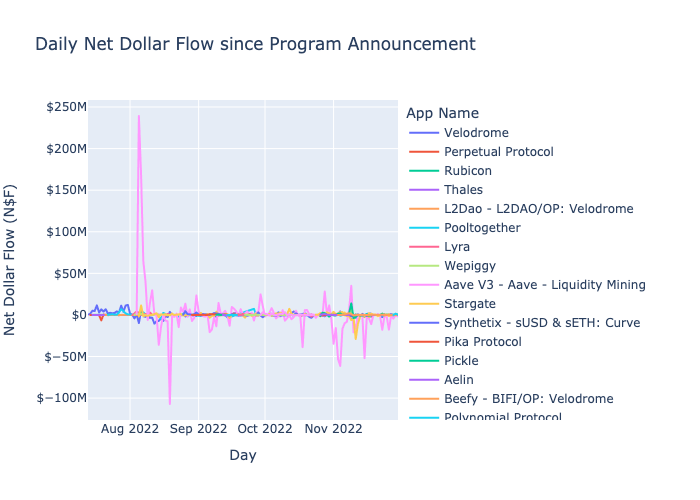 Daily Net Dollar Flow since Program Announcement
Net Dollar Flow (N$F)
$250M
$200M
$150M
$100M
$50M
$0
$−50M
$−100M
Aug 2022
Sep 2022
Oct 2022
Nov 2022
Day
App Name
Velodrome
Perpetual Protocol
Rubicon
Thales
L2Dao - L2DAO/OP: Velodrome
Pooltogether
Lyra
Wepiggy
Aave V3 - Aave - Liquidity Mining
Stargate
Synthetix - sUSD & sETH: Curve
Pika Protocol
Pickle
Aelin
Beefy - BIFI/OP: Velodrome
Polynomial Protocol